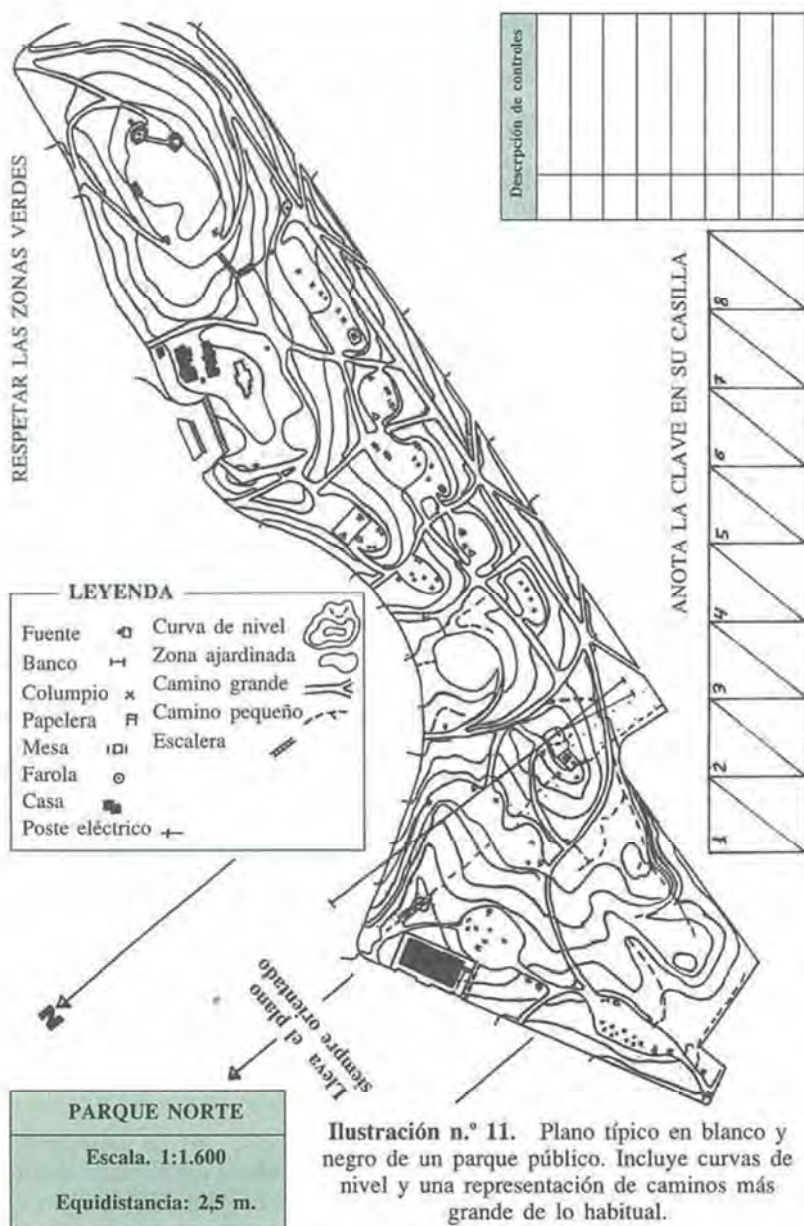 RESPETAR LAS ZONAS VERDES
Descrpción de controles
ANOTA LA CLAVE EN SU CASILLA
1
2
3
4
5
6
7
8
LEYENDA
Fuente
Banco
Columpio
Papelera
Mesa
Farola
Casa
Poste eléctrico
Curva de nivel
Zona ajardinada
Camino grande
Camino pequeño
Escalera
N
Lleva el plano
siempre orientado
PARQUE NORTE
Escala. 1:1.600
Equidistancia: 2,5 m.
Ilustración n.º 11. Plano típico en blanco y
negro de un parque público. Incluye curvas de
nivel y una representación de caminos más
grande de lo habitual.